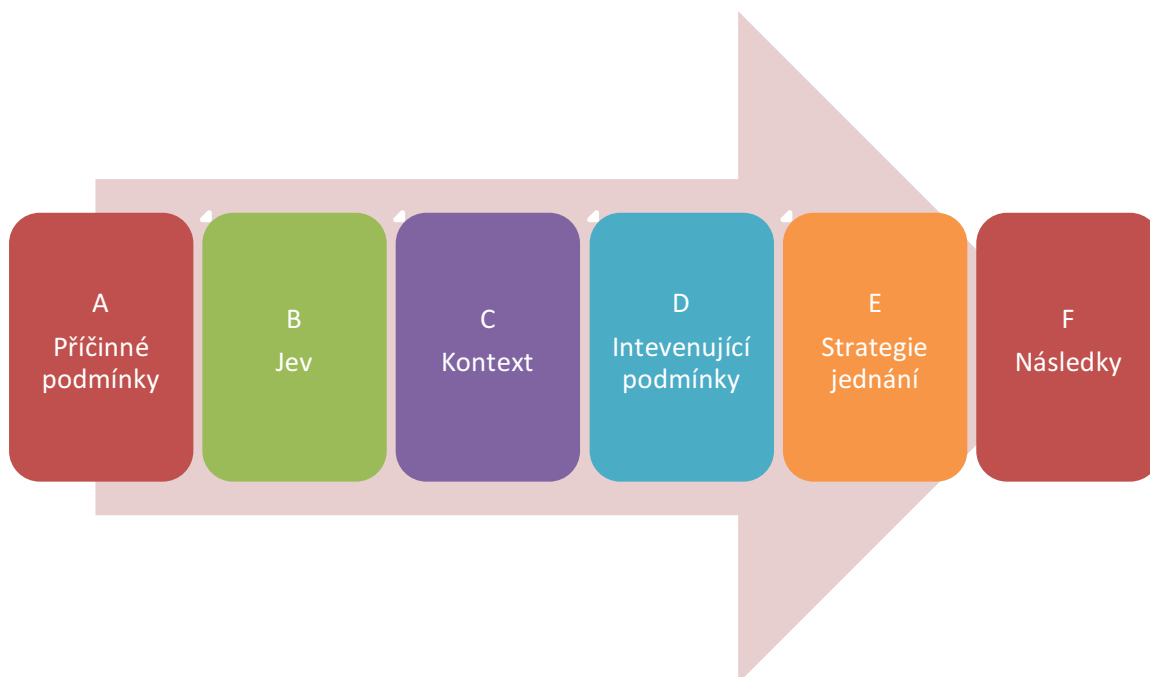 A
Příčinné
podmínky
B
Jev
C
Kontext
D
Intevenující
podmínky
E
Strategie
jednání
F
Následky